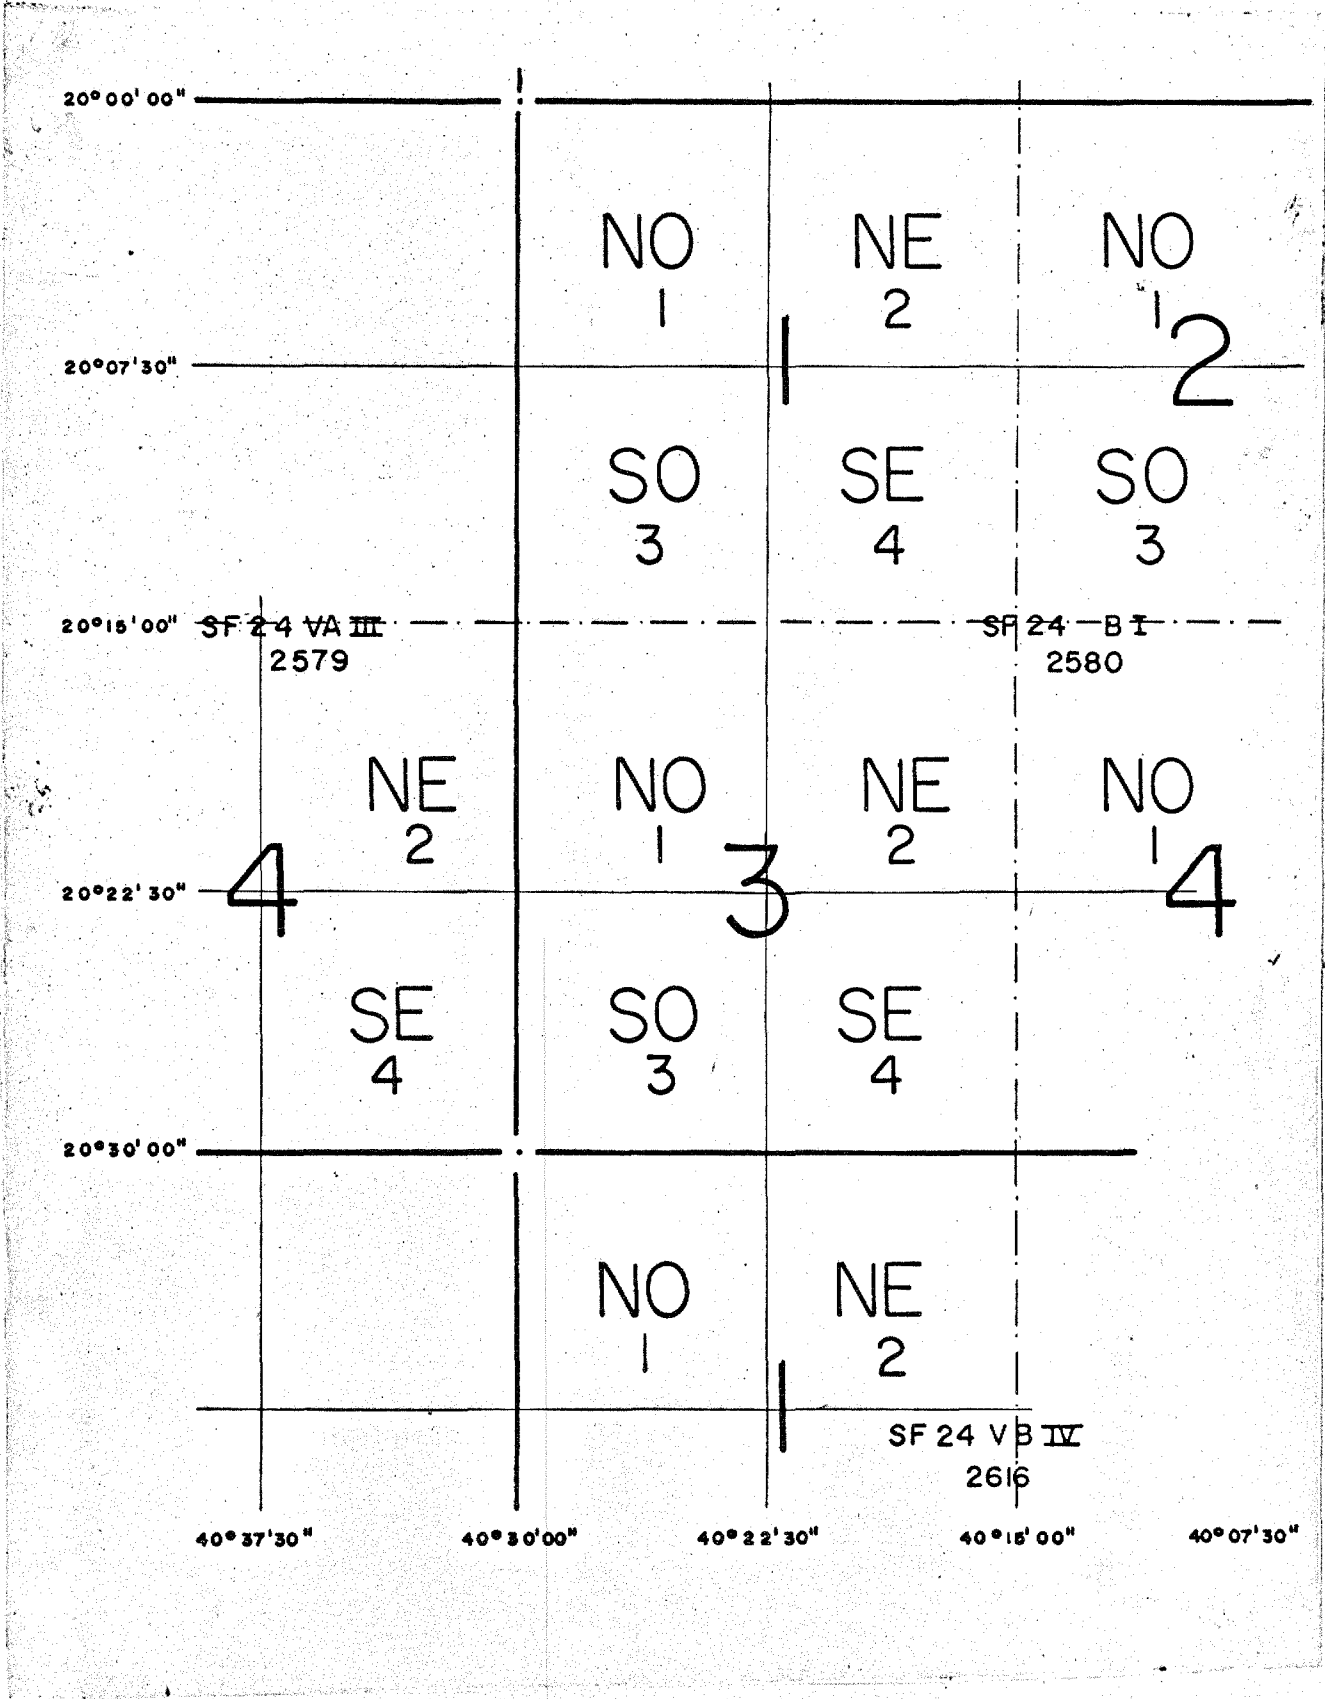 20°00'00"
NO NE NO
1 2 1
1 2
20°07'30"
SO SE SO
3 4 3
20°15'00" SF 24 VA III SF 24 B I
2579 2580
NE NO NE NO
2 1 2 1
4 3 4
20°22'30"
SE SO SE
4 3 4
20°30'00"
NO NE
1 2
1
SF 24 V B IV
2616
40°37'30" 40°30'00" 40°22'30" 40°15'00" 40°07'30"